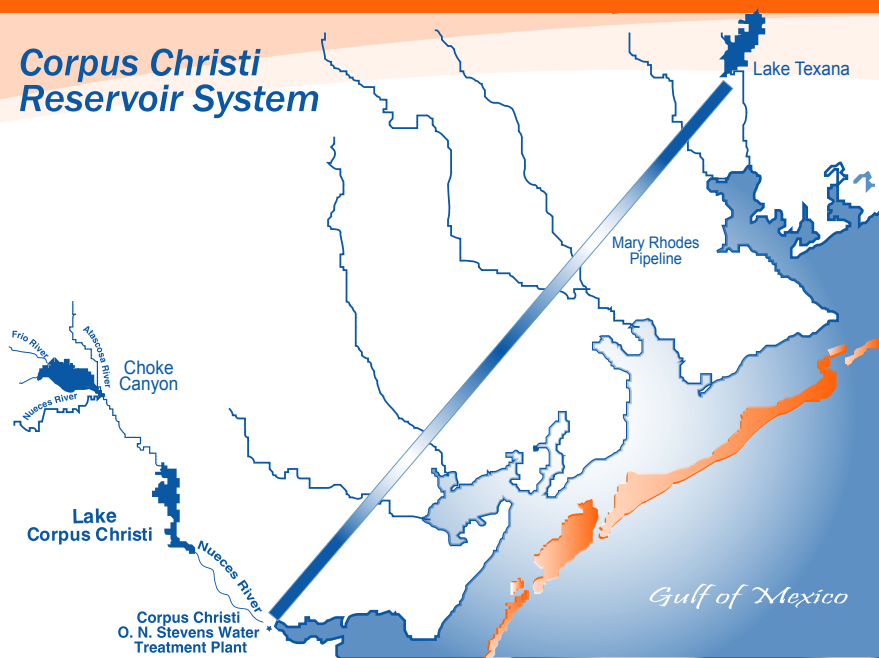 Corpus Christi
Reservoir System
Lake Texana
Mary Rhodes
Pipeline
Frio River
Atascosa River
Choke
Canyon
Nueces River
Lake
Corpus Christi
Nueces River
Gulf of Mexico
Corpus Christi
O. N. Stevens Water
Treatment Plant